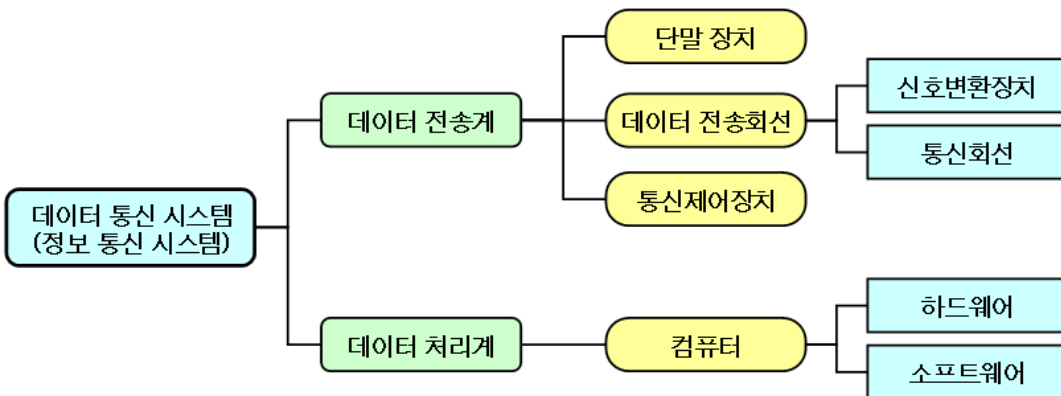 단말 장치
신호변환장치
데이터 전송계
데이터 전송회선
통신회선
통신제어장치
데이터 통신 시스템
(정보 통신 시스템)
하드웨어
데이터 처리계
컴퓨터
소프트웨어